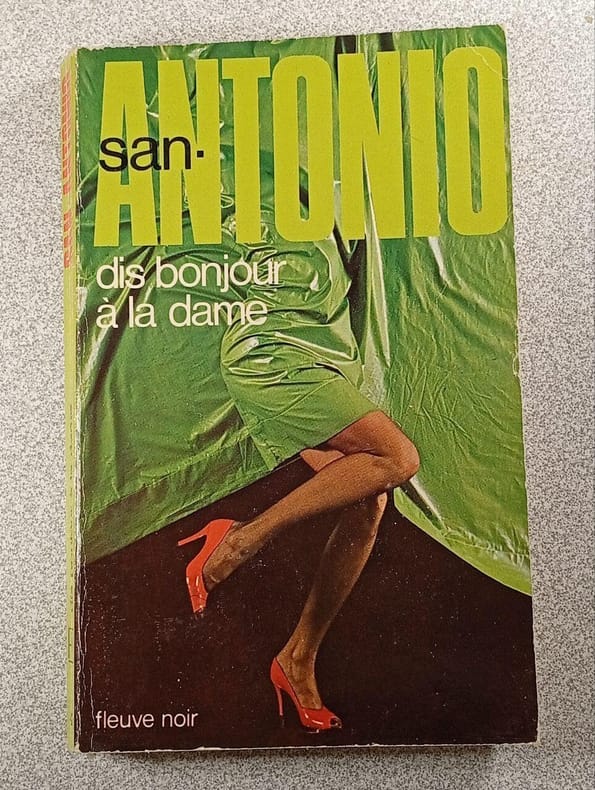 san·
ANTONIO
dis bonjour
à la dame
fleuve noir